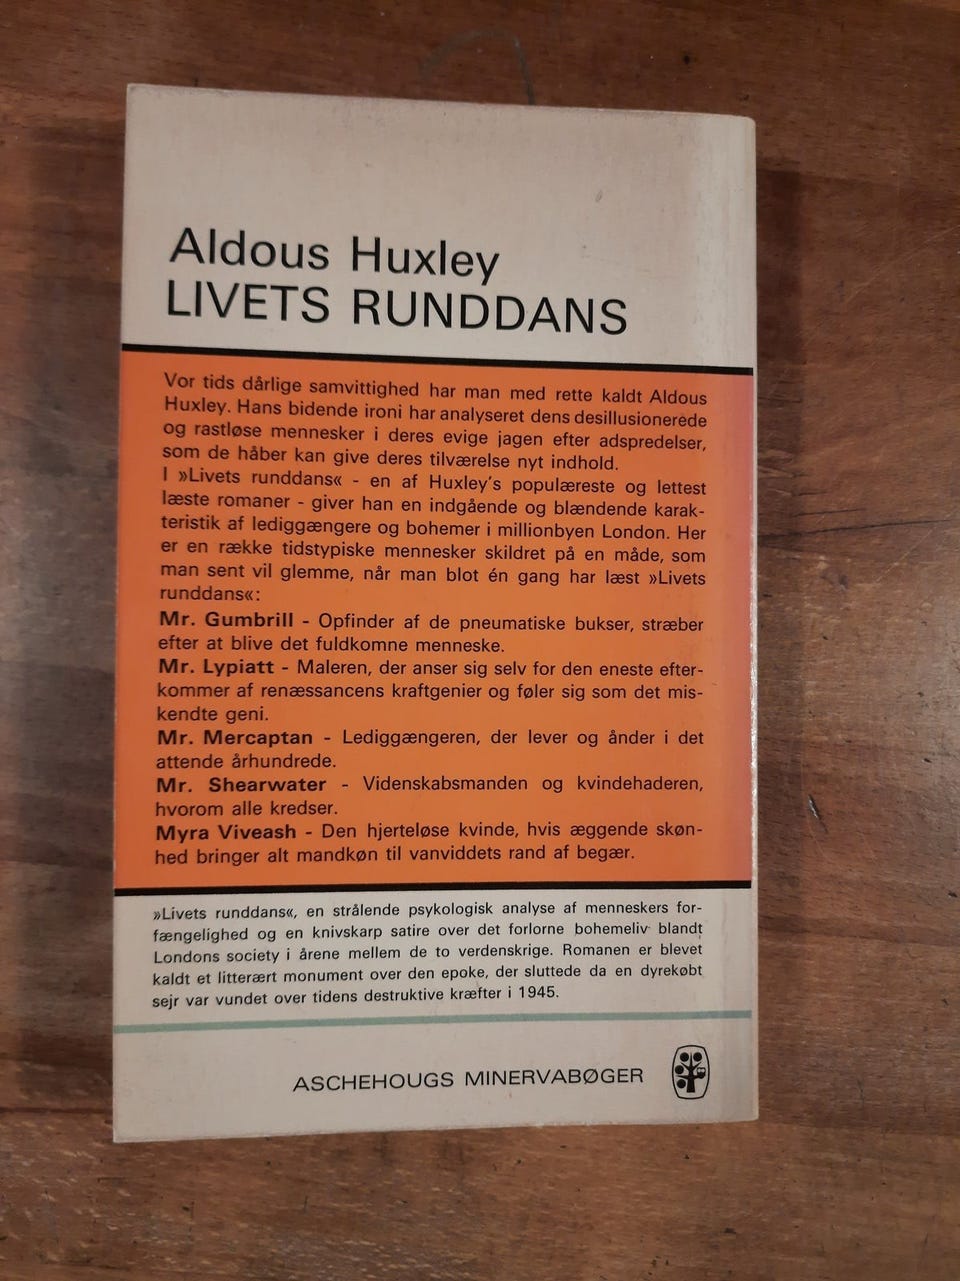 Aldous Huxley
LIVETS RUNDDANS
Vor tids dårlige samvittighed har man med rette kaldt Aldous
Huxley. Hans bidende ironi har analyseret dens desillusionerede
og rastløse mennesker i deres evige jagen efter adspredelser,
som de håber kan give deres tilværelse nyt indhold.
I »Livets runddans« - en af Huxley's populæreste og lettest
læste romaner - giver han en indgående og blændende karak-
teristik af lediggængere og bohemer i millionbyen London. Her
er en række tidstypiske mennesker skildret på en måde, som
man sent vil glemme, når man blot én gang har læst »Livets
runddans«:
Mr. Gumbrill - Opfinder af de pneumatiske bukser, stræber
efter at blive det fuldkomne menneske.
Mr. Lypiatt - Maleren, der anser sig selv for den eneste efter-
kommer af renæssancens kraftgenier og føler sig som det mis-
kendte geni.
Mr. Mercaptan - Lediggængeren, der lever og ånder i det
attende århundrede.
Mr. Shearwater - Videnskabsmanden og kvindehaderen,
hvorom alle kredser.
Myra Viveash - Den hjerteløse kvinde, hvis æggende skøn-
hed bringer alt mandkøn til vanviddets rand af begær.
»Livets runddans«, en strålende psykologisk analyse af menneskers for-
fængelighed og en knivskarp satire over det forlorne bohemeliv blandt
Londons society i årene mellem de to verdenskrige. Romanen er blevet
kaldt et litterært monument over den epoke, der sluttede da en dyrekøbt
sejr var vundet over tidens destruktive kræfter i 1945.
ASCHEHOUGS MINERVABØGER